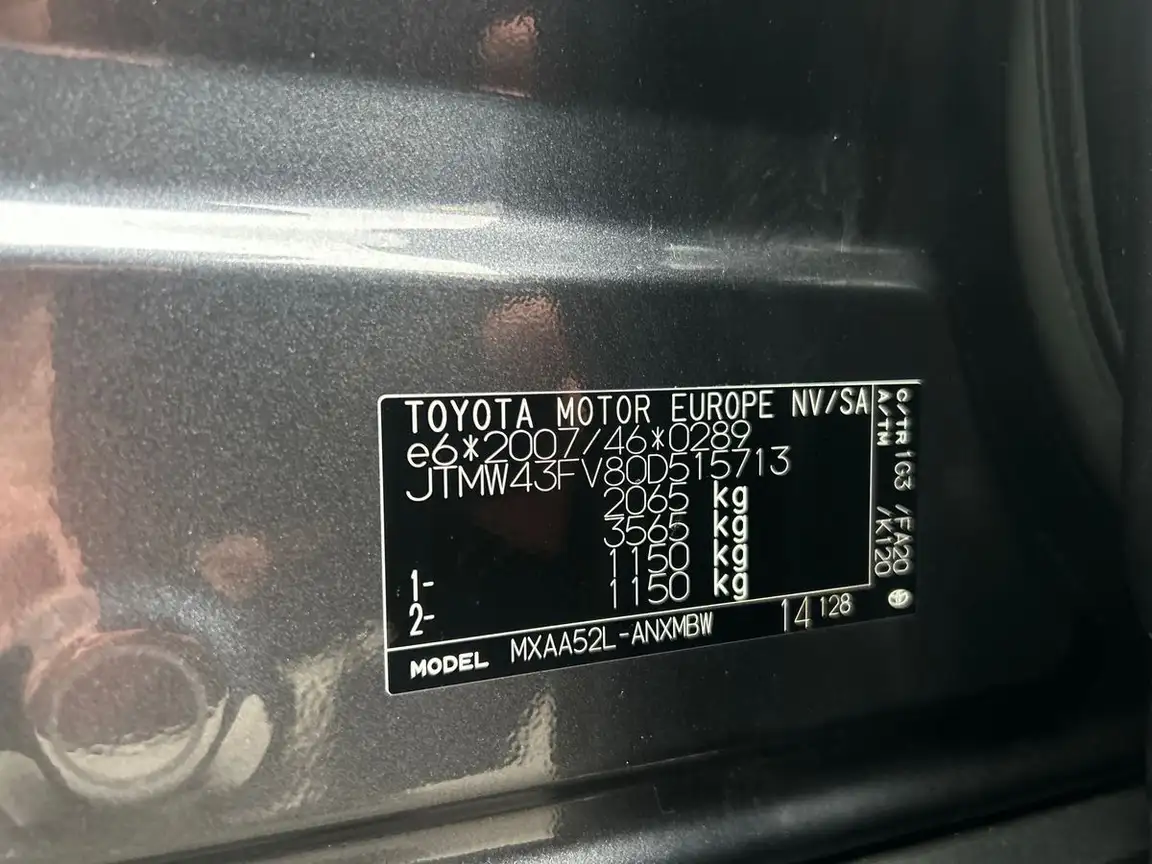 TOYOTA MOTOR EUROPE NV/SA
e6*2007/46*0289
JTMW43FV80D515713
2065 kg
3565 kg
1- 1150 kg
2- 1150 kg
MODEL MXAA52L-ANXMBW 14 128
C/TR 1G3 /FA20
A/TM /K120